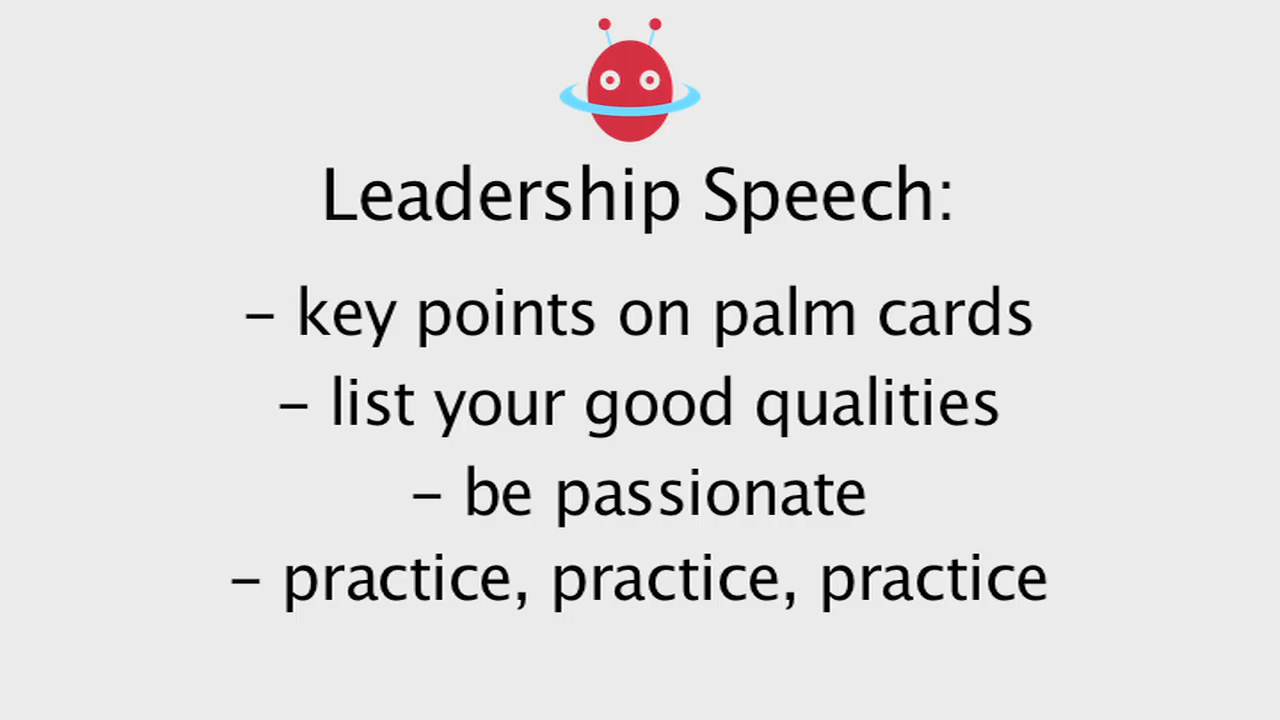 Leadership Speech:
– key points on palm cards
– list your good qualities
– be passionate
– practice, practice, practice